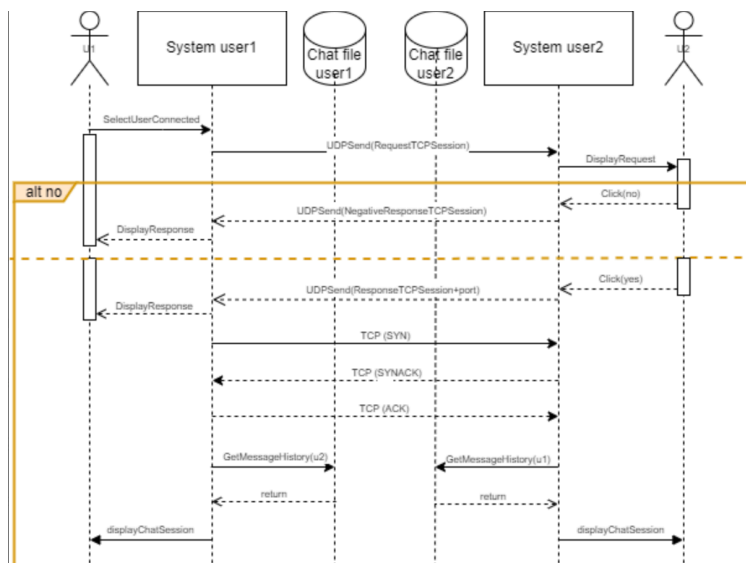 u1
System user1
Chat file
user1
Chat file
user2
System user2
u2
SelectUserConnected
UDPSend(RequestTCPSession)
DisplayRequest
alt no
Click(no)
UDPSend(NegativeResponseTCPSession)
DisplayResponse
Click(yes)
UDPSend(ResponseTCPSession+port)
DisplayResponse
TCP (SYN)
TCP (SYNACK)
TCP (ACK)
GetMessageHistory(u2)
GetMessageHistory(u1)
return
return
displayChatSession
displayChatSession